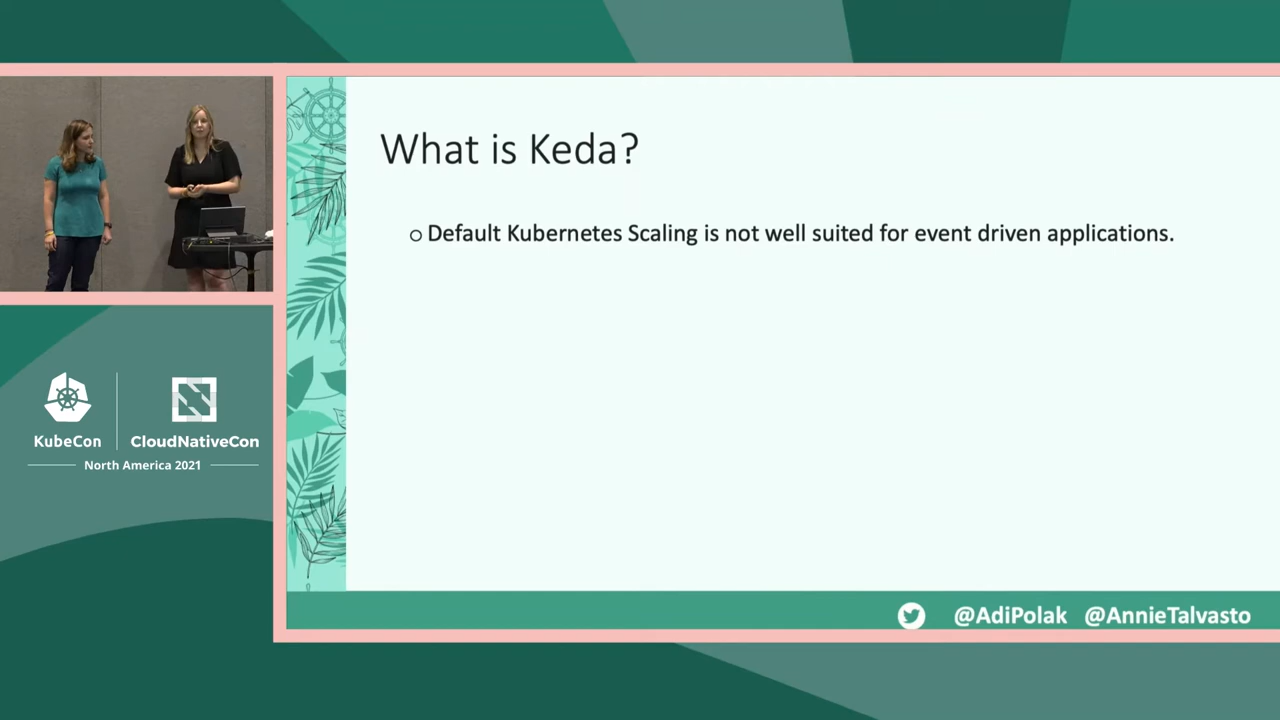 What is Keda?
o Default Kubernetes Scaling is not well suited for event driven applications.
KubeCon
CloudNativeCon
North America 2021
@AdiPolak @AnnieTalvasto